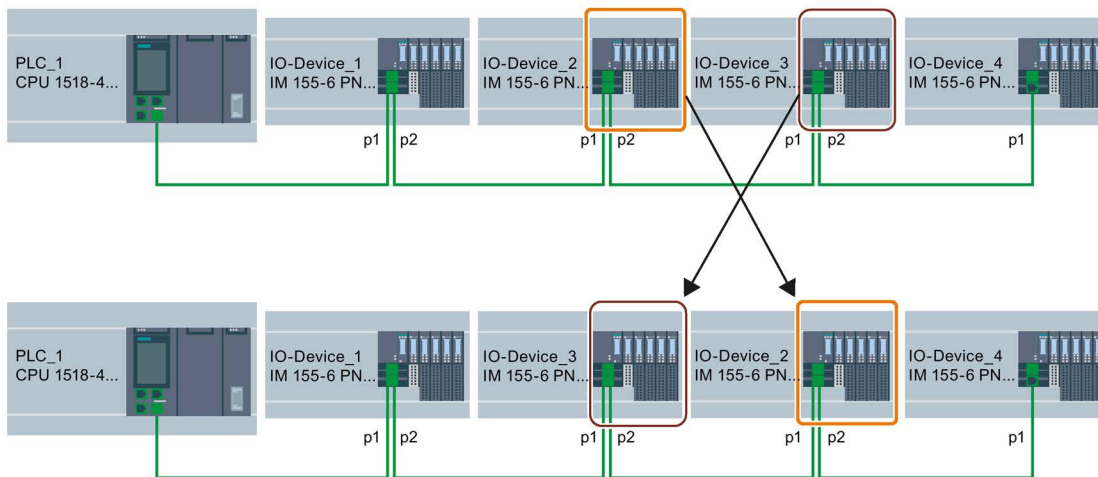 PLC_1
CPU 1518-4...
IO-Device_1
IM 155-6 PN...
IO-Device_2
IM 155-6 PN...
IO-Device_3
IM 155-6 PN...
IO-Device_4
IM 155-6 PN...
p1 p2 p1 p2 p1 p2 p1
PLC_1
CPU 1518-4...
IO-Device_1
IM 155-6 PN...
IO-Device_3
IM 155-6 PN...
IO-Device_2
IM 155-6 PN...
IO-Device_4
IM 155-6 PN...
p1 p2 p1 p2 p1 p2 p1